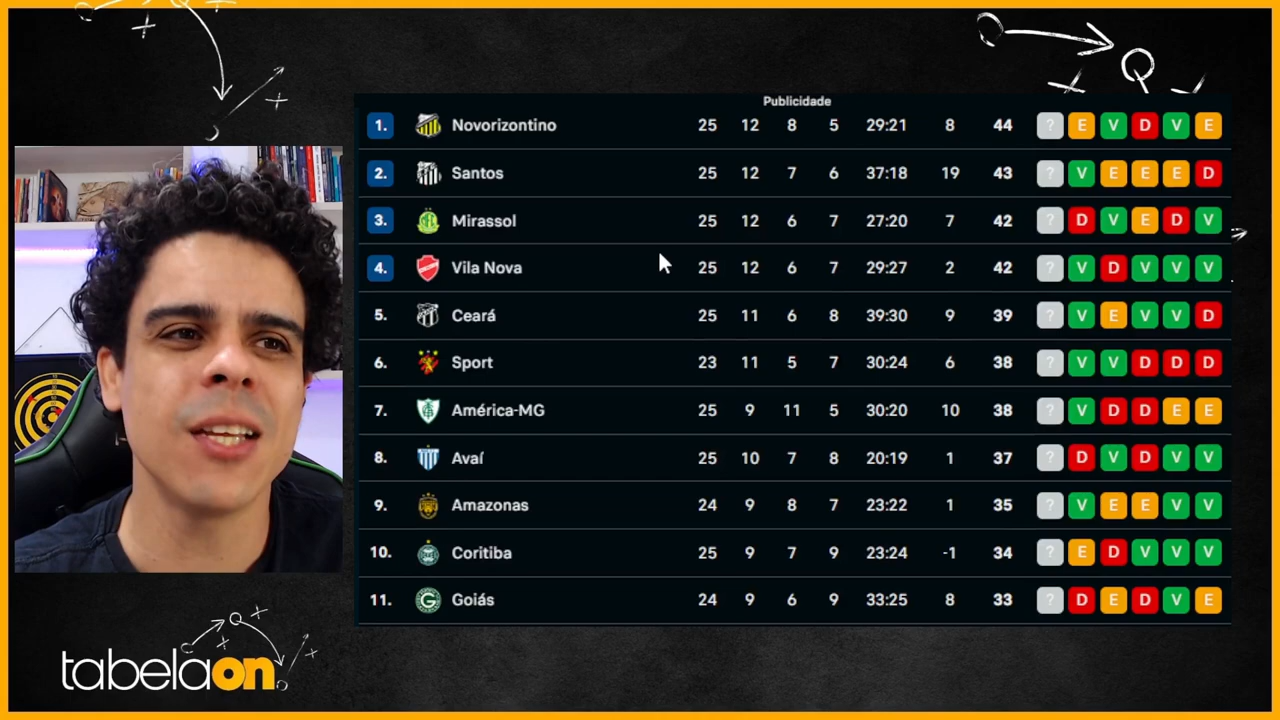 Publicidade
1. Novorizontino 25 12 8 5 29:21 8 44 ? E V D V E
2. Santos 25 12 7 6 37:18 19 43 ? V E E E D
3. Mirassol 25 12 6 7 27:20 7 42 ? D V E D V
4. Vila Nova 25 12 6 7 29:27 2 42 ? V D V V V
5. Ceará 25 11 6 8 39:30 9 39 ? V E V V D
6. Sport 23 11 5 7 30:24 6 38 ? V V D D D
7. América-MG 25 9 11 5 30:20 10 38 ? V D D E E
8. Avaí 25 10 7 8 20:19 1 37 ? D V D V V
9. Amazonas 24 9 8 7 23:22 1 35 ? V E E V V
10. Coritiba 25 9 7 9 23:24 -1 34 ? E D V V V
11. Goiás 24 9 6 9 33:25 8 33 ? D E D V E
tabelaon